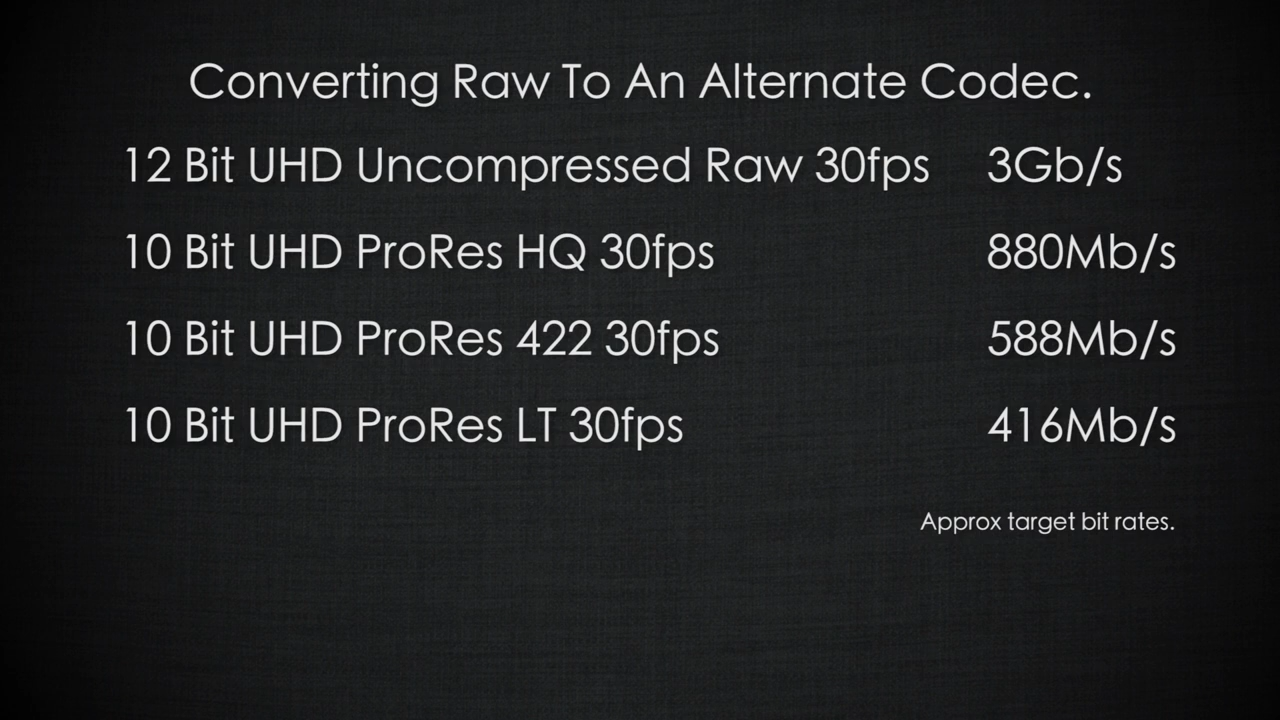 Converting Raw To An Alternate Codec.
12 Bit UHD Uncompressed Raw 30fps 3Gb/s
10 Bit UHD ProRes HQ 30fps 880Mb/s
10 Bit UHD ProRes 422 30fps 588Mb/s
10 Bit UHD ProRes LT 30fps 416Mb/s
Approx target bit rates.